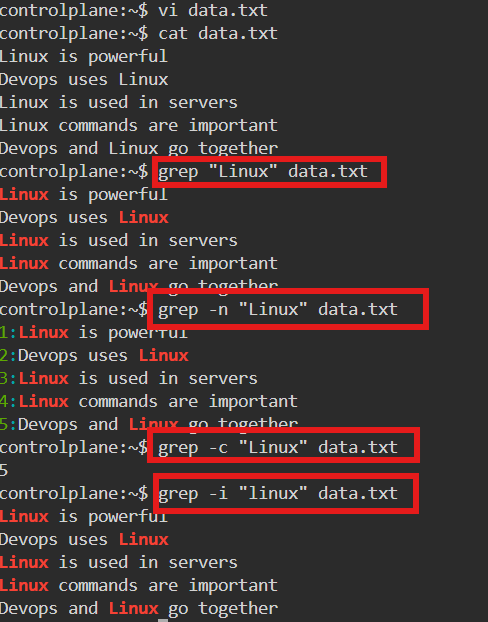 controlplane:~$ vi data.txt
controlplane:~$ cat data.txt
Linux is powerful
Devops uses Linux
Linux is used in servers
Linux commands are important
Devops and Linux go together
controlplane:~$ grep "Linux" data.txt
Linux is powerful
Devops uses Linux
Linux is used in servers
Linux commands are important
Devops and Linux go together
controlplane:~$ grep -n "Linux" data.txt
1:Linux is powerful
2:Devops uses Linux
3:Linux is used in servers
4:Linux commands are important
5:Devops and Linux go together
controlplane:~$ grep -c "Linux" data.txt
5
controlplane:~$ grep -i "linux" data.txt
Linux is powerful
Devops uses Linux
Linux is used in servers
Linux commands are important
Devops and Linux go together